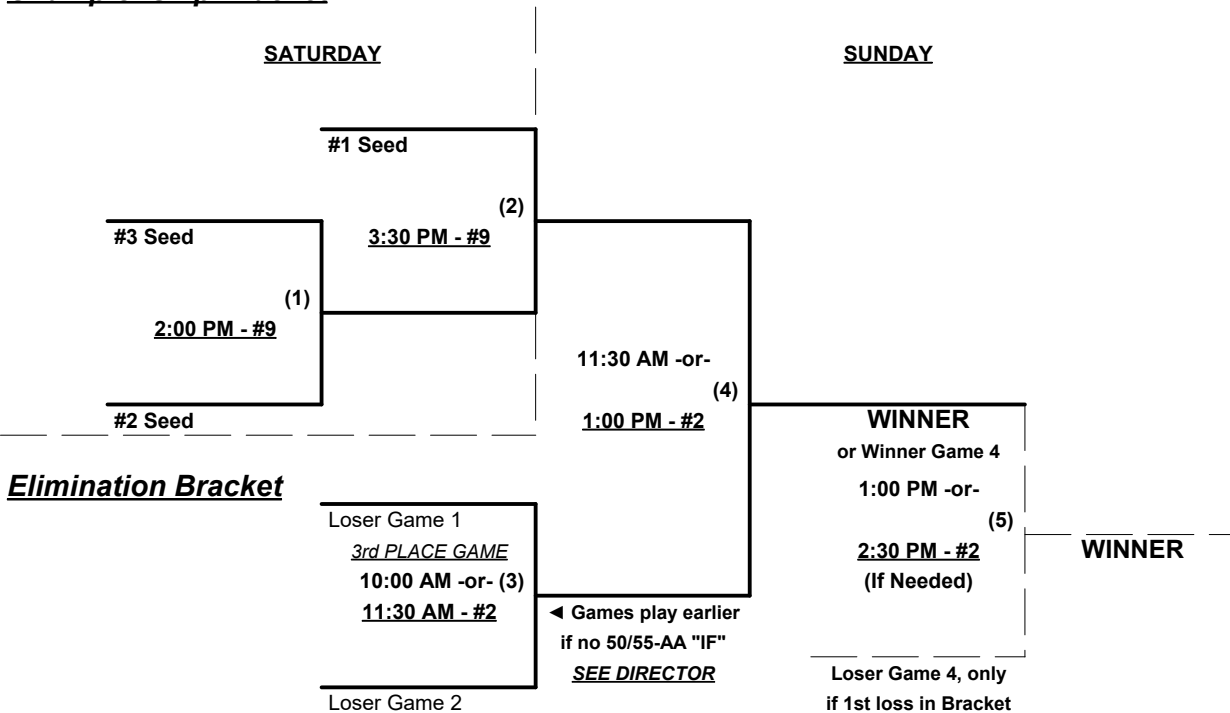 SATURDAY
SUNDAY
#1 Seed
(2)
3:30 PM - #9
#3 Seed
(1)
2:00 PM - #9
#2 Seed
11:30 AM -or-
(4)
1:00 PM - #2
WINNER
or Winner Game 4
1:00 PM -or-
(5)
2:30 PM - #2
(If Needed)
WINNER
Elimination Bracket
Loser Game 1
3rd PLACE GAME
10:00 AM -or- (3)
11:30 AM - #2
◄ Games play earlier
if no 50/55-AA "IF"
SEE DIRECTOR
Loser Game 4, only
if 1st loss in Bracket
Loser Game 2